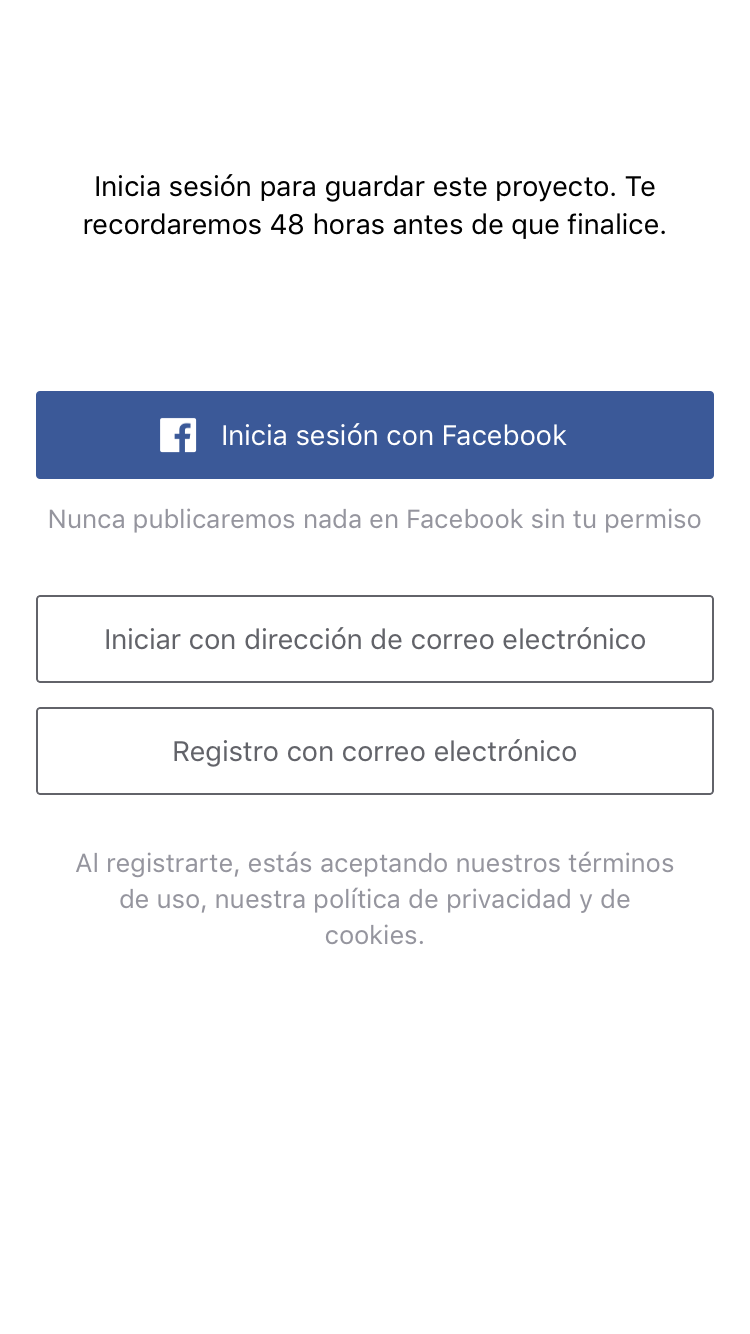 Inicia sesión para guardar este proyecto. Te
recordaremos 48 horas antes de que finalice.
Inicia sesión con Facebook
Nunca publicaremos nada en Facebook sin tu permiso
Iniciar con dirección de correo electrónico
Registro con correo electrónico
Al registrarte, estás aceptando nuestros términos
de uso, nuestra política de privacidad y de
cookies.